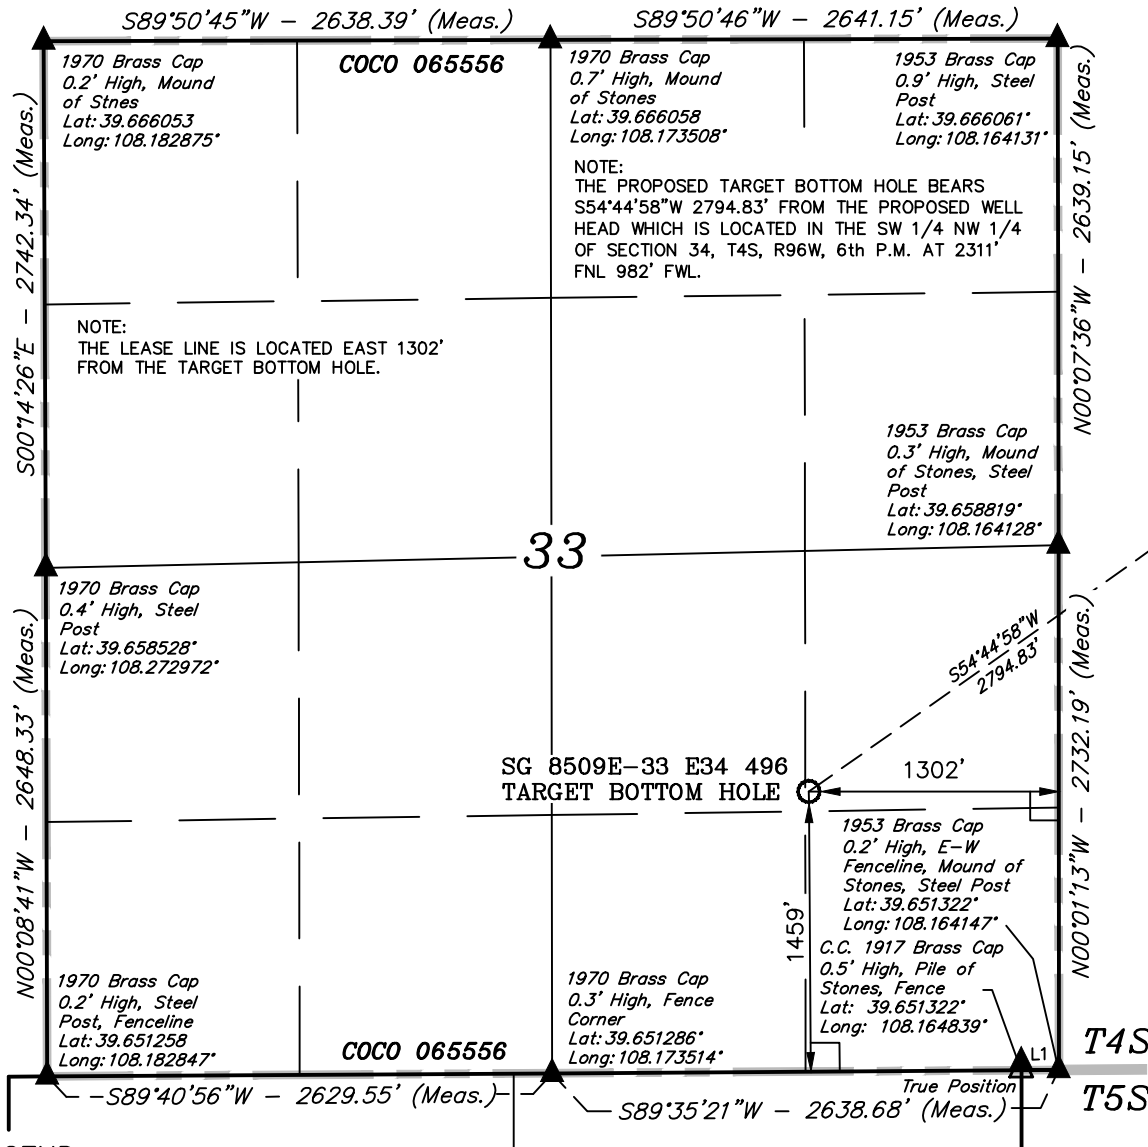 S89°50'45"W - 2638.39' (Meas.)
S89°50'46"W - 2641.15' (Meas.)
1970 Brass Cap
0.2' High, Mound
of Stnes
Lat: 39.666053
Long: 108.182875°
COCO 065556
1970 Brass Cap
0.7' High, Mound
of Stones
Lat: 39.666058
Long: 108.173508°
1953 Brass Cap
0.9' High, Steel
Post
Lat: 39.666061°
Long: 108.164131°
NOTE:
THE PROPOSED TARGET BOTTOM HOLE BEARS
S54°44'58"W 2794.83' FROM THE PROPOSED WELL
HEAD WHICH IS LOCATED IN THE SW 1/4 NW 1/4
OF SECTION 34, T4S, R96W, 6th P.M. AT 2311'
FNL 982' FWL.
S00°14'26"E - 2742.34' (Meas.)
N00°07'36"W - 2639.15' (Meas.)
NOTE:
THE LEASE LINE IS LOCATED EAST 1302'
FROM THE TARGET BOTTOM HOLE.
1953 Brass Cap
0.3' High, Mound
of Stones, Steel
Post
Lat: 39.658819°
Long: 108.164128°
33
1970 Brass Cap
0.4' High, Steel
Post
Lat: 39.658528°
Long: 108.272972°
S54°44'58"W
2794.83'
N00°08'41"W - 2648.33' (Meas.)
N00°01'13"W - 2732.19' (Meas.)
SG 8509E-33 E34 496
TARGET BOTTOM HOLE
1302'
1459'
1953 Brass Cap
0.2' High, E-W
Fenceline, Mound of
Stones, Steel Post
Lat: 39.651322°
Long: 108.164147°
C.C. 1917 Brass Cap
0.5' High, Pile of
Stones, Fence
Lat: 39.651322°
Long: 108.164839°
1970 Brass Cap
0.2' High, Steel
Post, Fenceline
Lat: 39.651258
Long: 108.182847°
COCO 065556
1970 Brass Cap
0.3' High, Fence
Corner
Lat: 39.651286°
Long: 108.173514°
L1
T4S
True Position
T5S
S89°40'56"W - 2629.55' (Meas.)
S89°35'21"W - 2638.68' (Meas.)